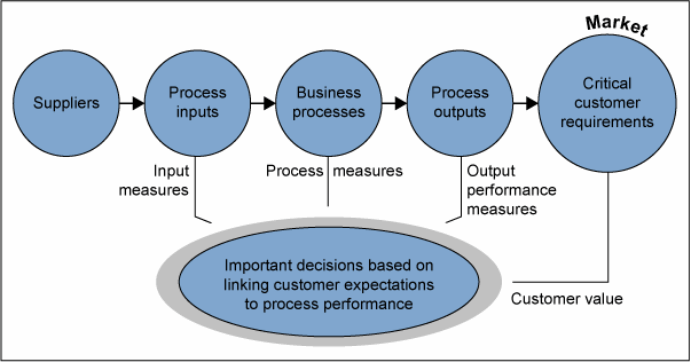 Market
Suppliers
Process
inputs
Business
processes
Process
outputs
Critical
customer
requirements
Input
measures
Process measures
Output
performance
measures
Important decisions based on
linking customer expectations
to process performance
Customer value